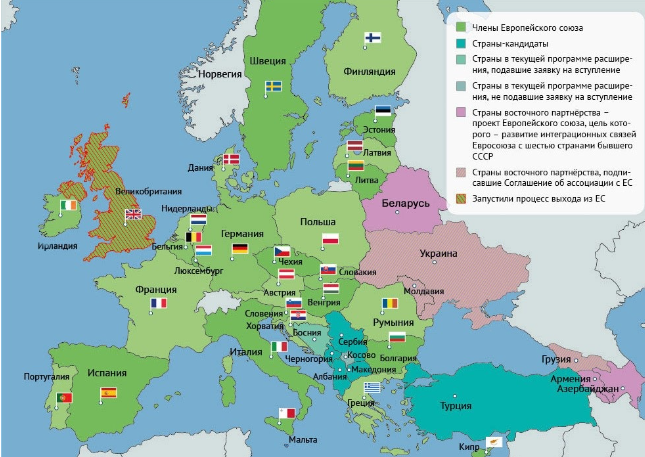 Члены Европейского союза
Страны-кандидаты
Страны в текущей программе расшире-
ния, подавшие заявку на вступление
Страны в текущей программе расшире-
ния, не подавшие заявку на вступление
Страны восточного партнёрства –
проект Европейского союза, цель кото-
рого – развитие интеграционных связей
Евросоюза с шестью странами бывшего
СССР
Страны восточного партнёрства, подпи-
савшие Соглашение об ассоциации с ЕС
Запустили процесс выхода из ЕС
Швеция
Норвегия
Финляндия
Эстония
Латвия
Дания
Литва
Великобритания
Беларусь
Нидерланды
Польша
Германия
Ирландия
Бельгия
Украина
Чехия
Люксембург
Словакия
Франция
Австрия
Молдавия
Венгрия
Словения
Румыния
Хорватия
Босния
Сербия
Италия
Черногория
Косово
Болгария
Грузия
Македония
Испания
Португалия
Албания
Армения
Азербайджан
Греция
Турция
Мальта
Кипр